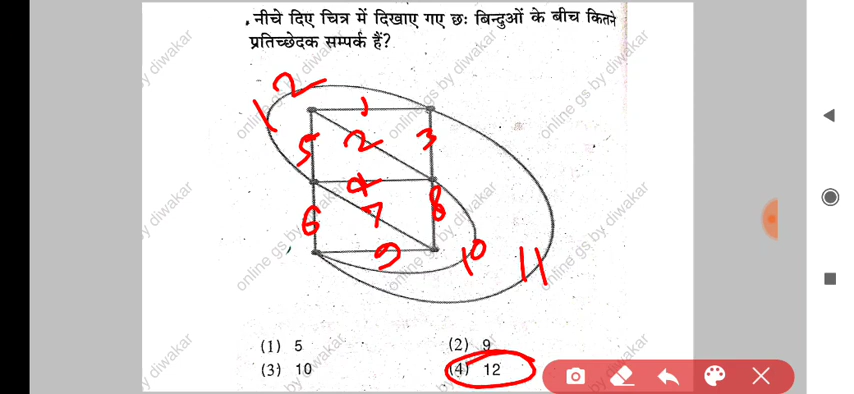 . नीचे दिए चित्र में दिखाए गए छः बिन्दुओं के बीच कितने
प्रतिच्छेदक सम्पर्क हैं?
12
1
5 2 3
4
6 7 8
9 10 11
(1) 5 (2) 9
(3) 10 (4) 12
online gs by diwakar